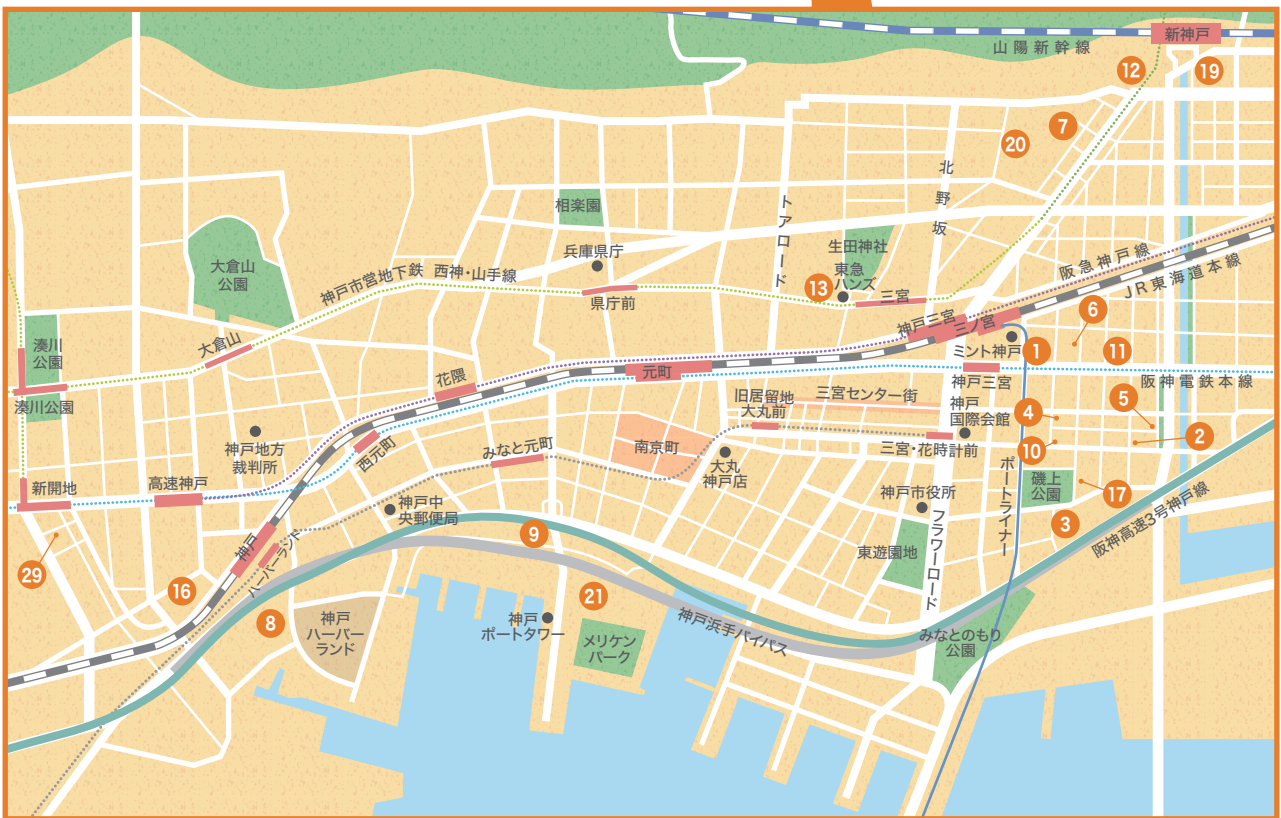 新神戸
山陽新幹線
12
19
7
20
北野坂
トアロード
相楽園
兵庫県庁
生田神社
東急
ハンズ
13
三宮
大倉山
公園
神戸市営地下鉄 西神・山手線
県庁前
阪急神戸線
JR東海道本線
湊川
公園
湊川公園
大倉山
花隈
元町
神戸三宮
三ノ宮
ミント神戸
1
6
11
神戸三宮
阪神電鉄本線
旧居留地
大丸前
三宮センター街
神戸
国際会館
4
5
2
10
三宮・花時計前
神戸地方
裁判所
西元町
みなと元町
南京町
大丸
神戸店
新開地
高速神戸
神戸中
央郵便局
神戸市役所
ポートライナー
磯上
公園
17
3
神戸
ハーバーランド
9
東遊園地
フラワーロード
阪神高速3号神戸線
29
16
8
神戸
ハーバー
ランド
21
神戸
ポートタワー
メリケン
パーク
神戸浜手バイパス
みなとのもり
公園